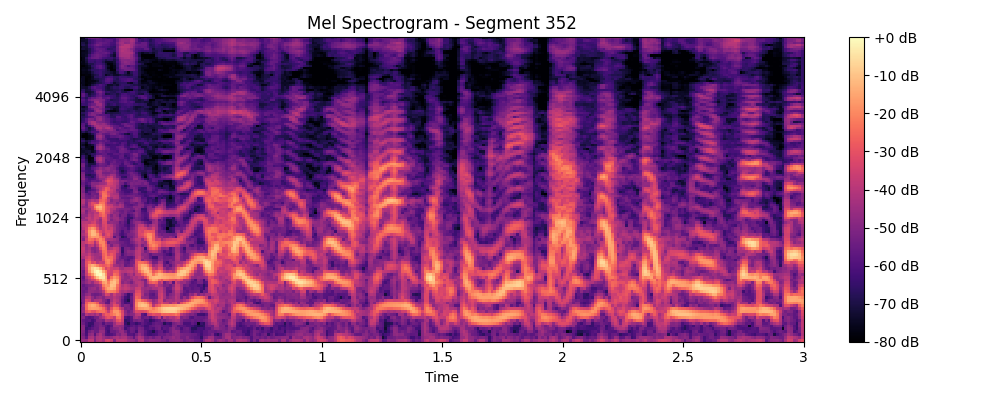 Mel Spectrogram - Segment 352
+0 dB
4096
-10 dB
2048
-20 dB
-30 dB
Frequency
1024
-40 dB
-50 dB
512
-60 dB
-70 dB
0
-80 dB
0
0.5
1
1.5
2
2.5
3
Time